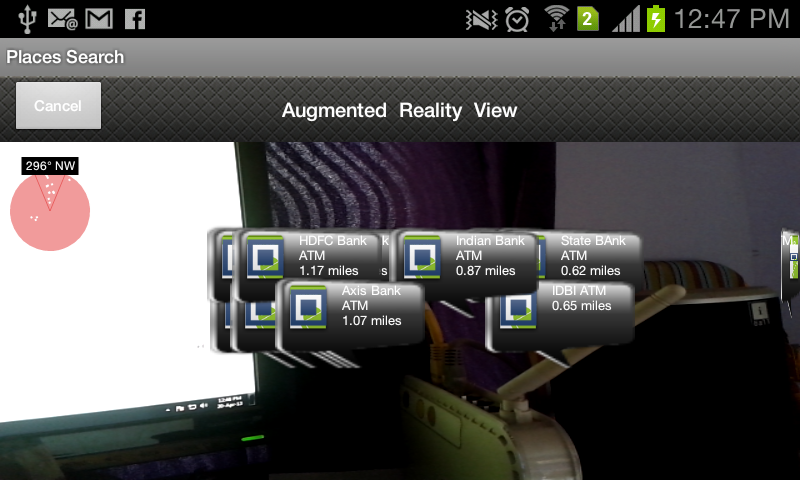 2
12:47 PM
Places Search
Cancel
Augmented Reality View
296° NW
HDFC Bank
ATM
1.17 miles
k
s
Indian Bank
ATM
0.87 miles
State BAnk
ATM
0.62 miles
M
Axis Bank
ATM
1.07 miles
IDBI ATM
0.65 miles